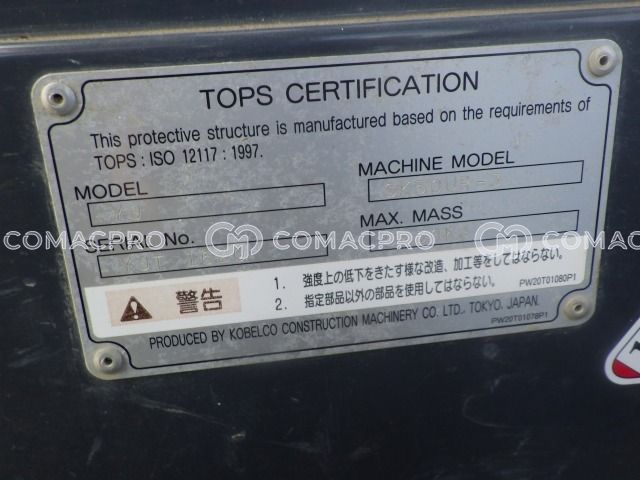 TOPS CERTIFICATION
This protective structure is manufactured based on the requirements of
TOPS : ISO 12117 : 1997.
MODEL
MACHINE MODEL
SERIAL No.
MAX. MASS
COMACPRO COMACPRO COMACPRO
警告
1. 強度上の低下をきたす様な改造、加工等をしてはならない。
2. 指定部品以外の部品を使用してはならない。
PW20T01080P1
PRODUCED BY KOBELCO CONSTRUCTION MACHINERY CO. LTD., TOKYO, JAPAN.
PW20T01078P1